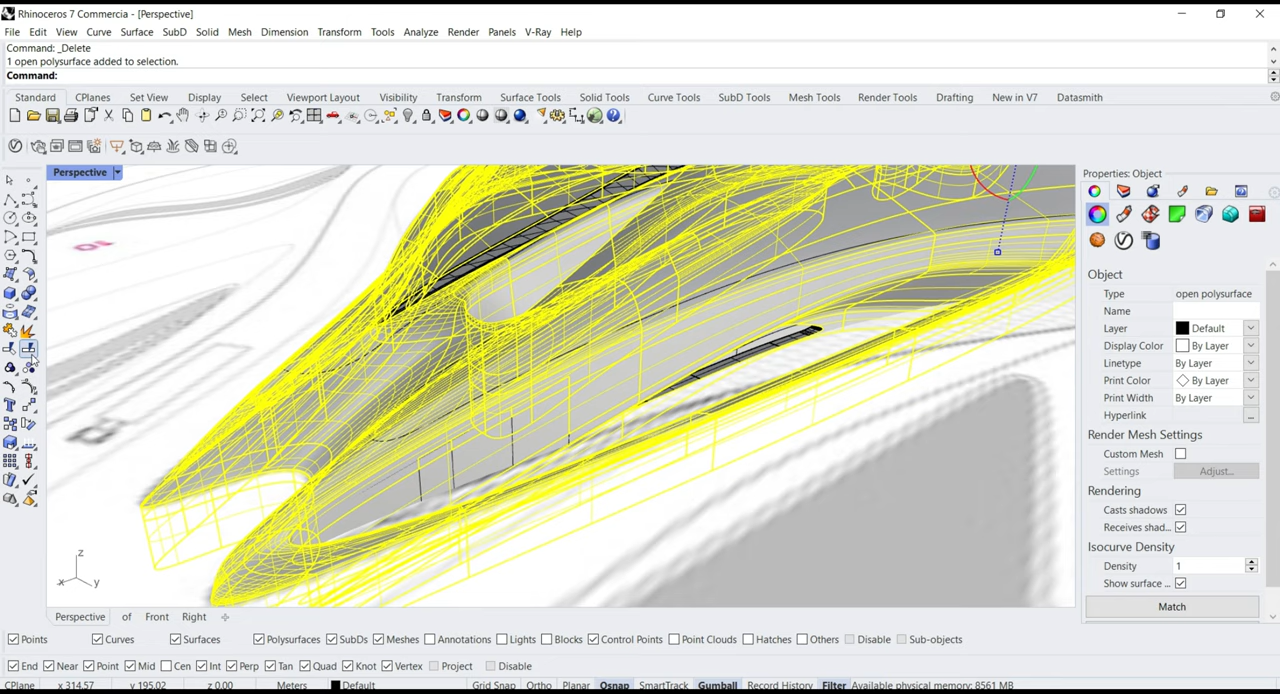 Rhinoceros 7 Commercia - [Perspective]
File Edit View Curve Surface SubD Solid Mesh Dimension Transform Tools Analyze Render Panels V-Ray Help
Command: _Delete
1 open polysurface added to selection.
Command:
Standard CPlanes Set View Display Select Viewport Layout Visibility Transform Surface Tools Solid Tools Curve Tools SubD Tools Mesh Tools Render Tools Drafting New in V7 Datasmith
Perspective
Properties: Object
Object
Type open polysurface
Name
Layer Default
Display Color By Layer
Linetype By Layer
Print Color By Layer
Print Width By Layer
Hyperlink ...
Render Mesh Settings
Custom Mesh
Settings Adjust...
Rendering
Casts shadows
Receives shad...
Isocurve Density
Density 1
Show surface ...
Match
z
x y
Perspective of Front Right
Points Curves Surfaces Polysurfaces SubDs Meshes Annotations Lights Blocks Control Points Point Clouds Hatches Others Disable Sub-objects
End Near Point Mid Cen Int Perp Tan Quad Knot Vertex Project Disable
CPlane x 314.57 y 195.02 z 0.00 Meters Default Grid Snap Ortho Planar Osnap SmartTrack Gumball Record History Filter Available physical memory: 8561 MB